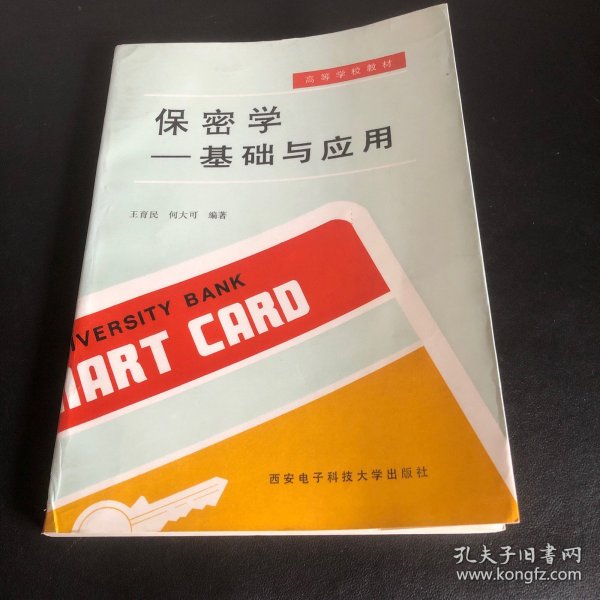 高等学校教材
保密学
—基础与应用
王育民 何大可 编著
IVERSITY BANK
MART CARD
西安电子科技大学出版社
孔夫子旧书网
www.kongfz.com